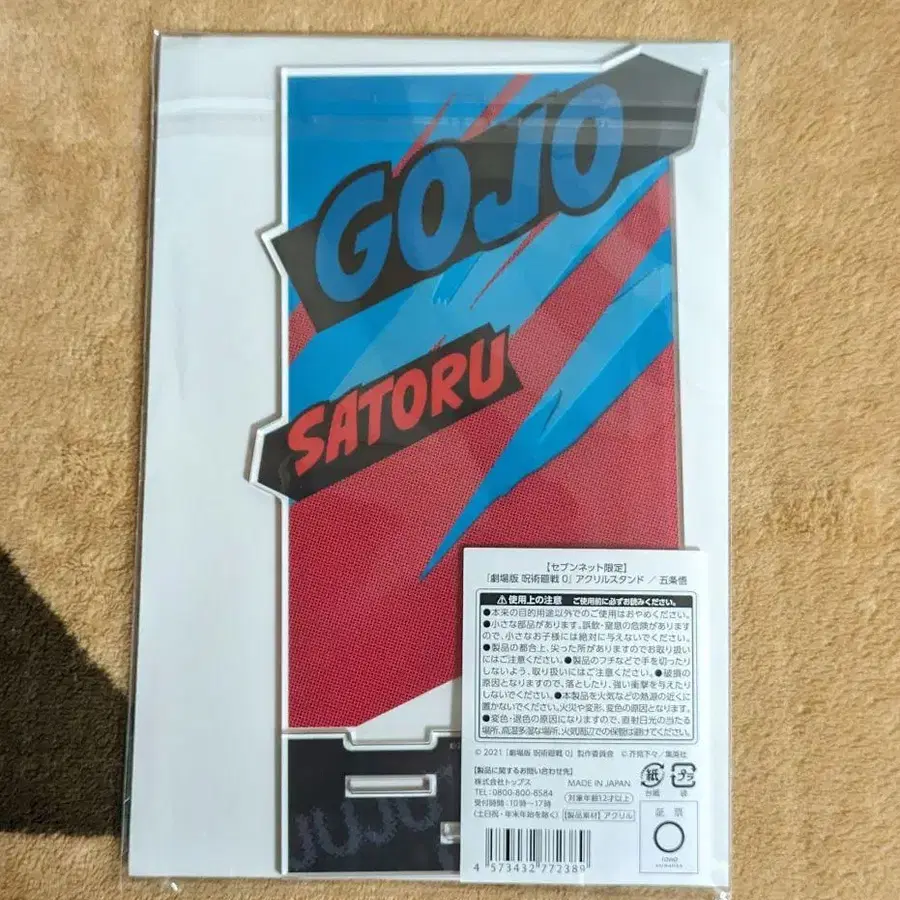 GOJO
SATORU
【セブンネット限定】
『劇場版 呪術廻戦 0』アクリルスタンド / 五条悟
⚠使用上の注意 ご使用前に必ずお読みください。
●本来の目的用途以外でのご使用はおやめください。
●小さな部品があります。誤飲・窒息の危険があります
ので、小さなお子様には絶対に与えないでください。
●製品の都合上、尖った所がありますのでお取り扱い
にはご注意ください。●製品のフチなどで手を切ったり
しないよう、取り扱いにはご注意ください。●破損の
原因となりますので、落としたり、強い衝撃を与えたり
しないでください。●本製品を火気などの熱源の近くに
置かないでください。火災や変形、変色の原因となります。
●変色・退色の原因になりますので、直射日光の当たる
場所、高温多湿な場所、火気周辺での保管は避けてください。
© 2021 「劇場版 呪術廻戦 0」製作委員会 ©芥見下々/集英社
【製品に関するお問い合わせ先】
株式会社トップス
TEL:0800-800-8584
受付時間:10時〜17時
(土日祝・年末年始を除く)
MADE IN JAPAN
対象年齢12才以上
【製品素材】アクリル
紙
台紙
プラ
袋
証票
TOHO
animation
4 573432 772389
JUJU